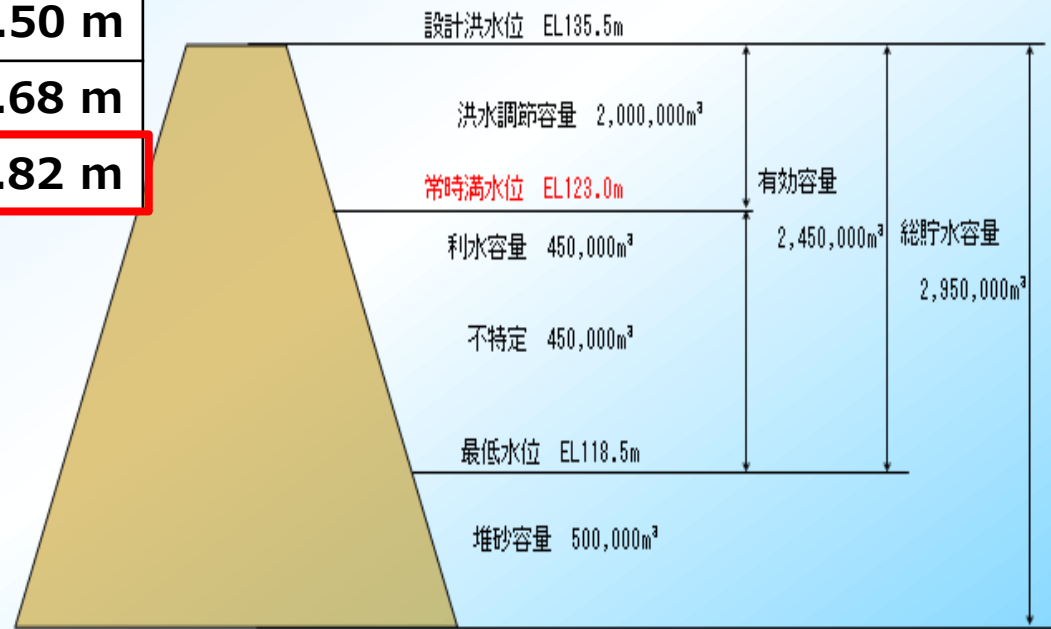 .50 m
.68 m
.82 m
設計洪水位 EL135.5m
洪水調節容量 2,000,000m³
常時満水位 EL123.0m
有効容量
2,450,000m³
総貯水容量
2,950,000m³
利水容量 450,000m³
不特定 450,000m³
最低水位 EL118.5m
堆砂容量 500,000m³